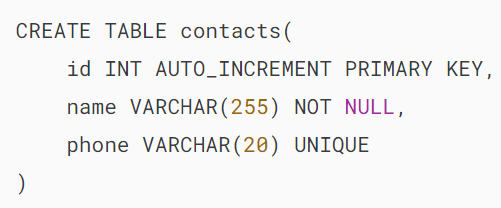 CREATE TABLE contacts(
    id INT AUTO_INCREMENT PRIMARY KEY,
    name VARCHAR(255) NOT NULL,
    phone VARCHAR(20) UNIQUE
)